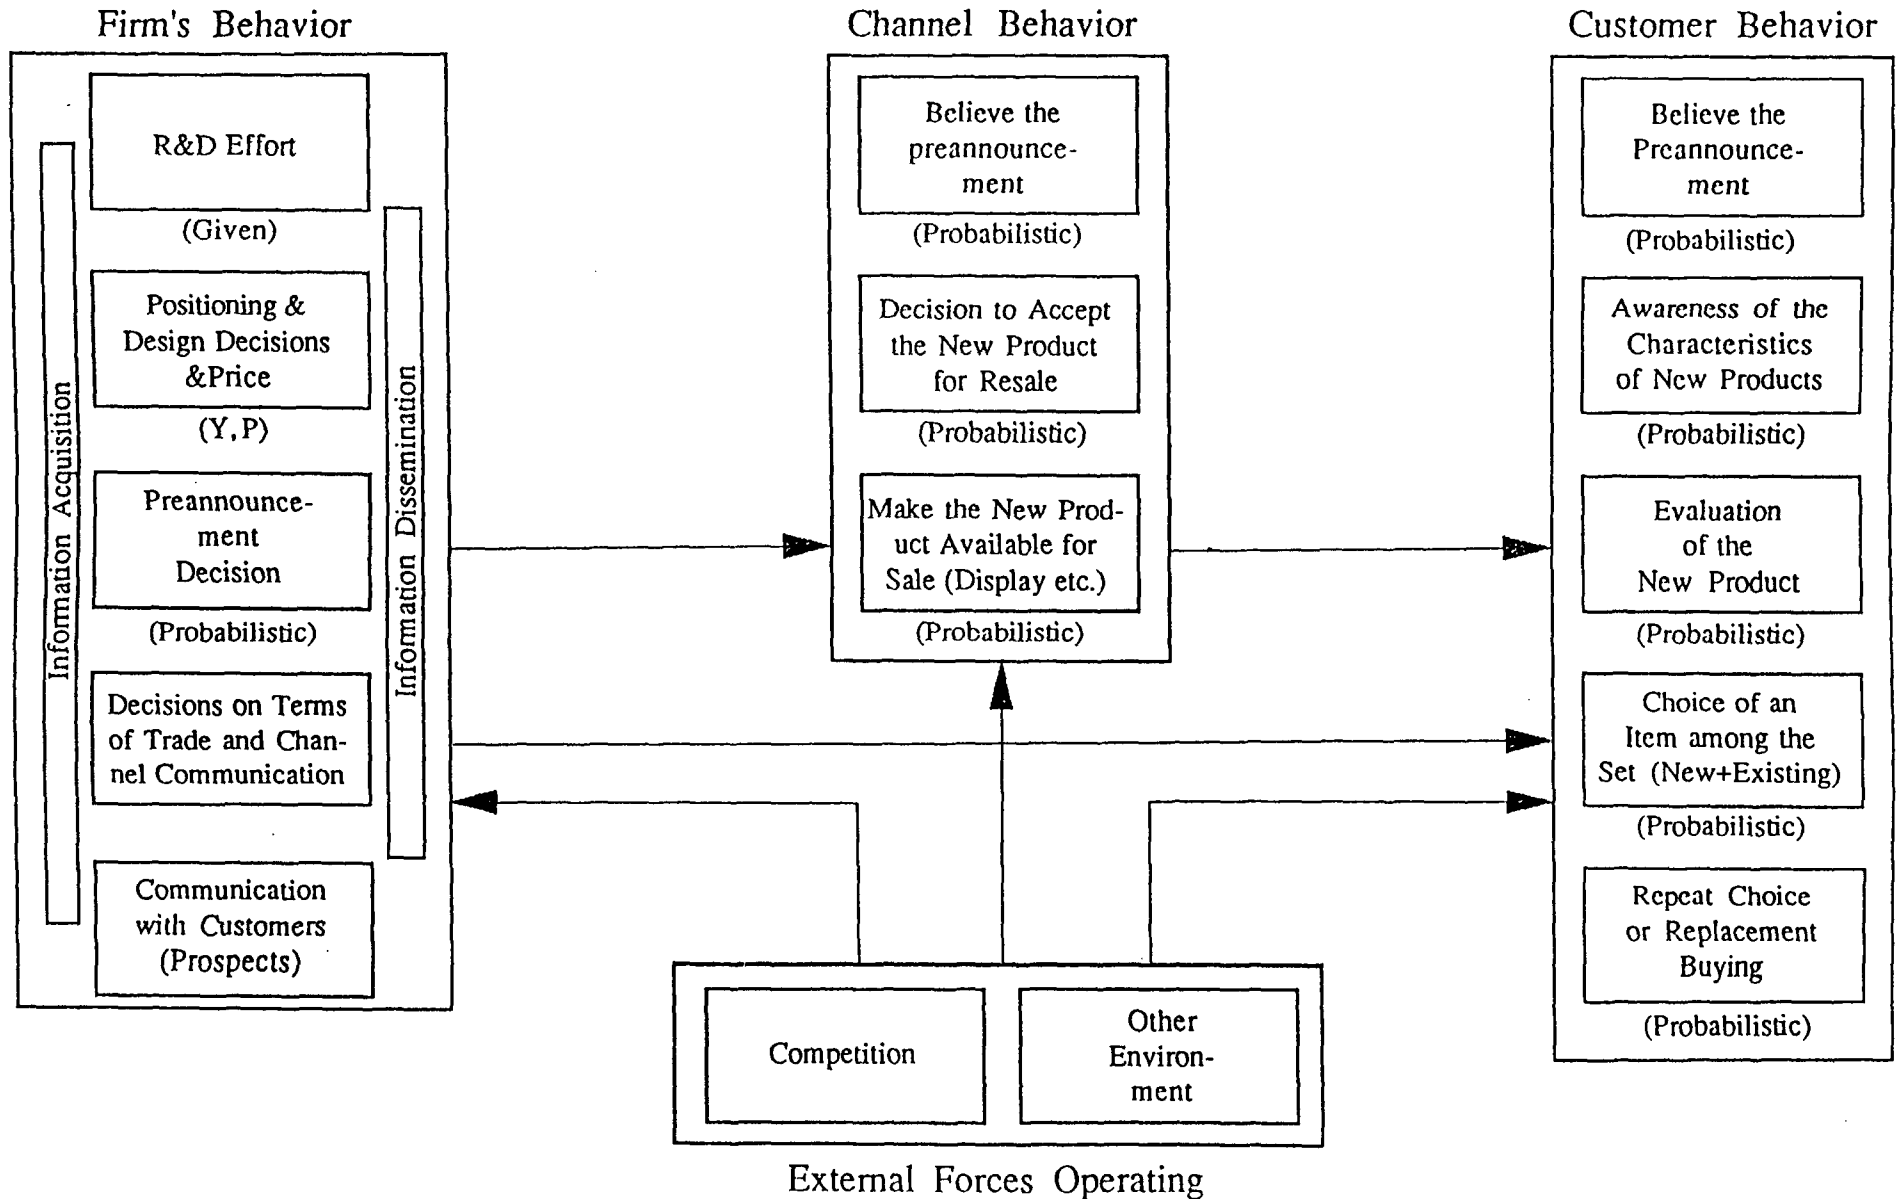 Firm's Behavior
R&D Effort
(Given)
Positioning &
Design Decisions
&Price
(Y,P)
Preannounce-
ment
Decision
(Probabilistic)
Decisions on Terms
of Trade and Chan-
nel Communication
Communication
with Customers
(Prospects)
Information Acquisition
Information Dissemination
Channel Behavior
Believe the
preannounce-
ment
(Probabilistic)
Decision to Accept
the New Product
for Resale
(Probabilistic)
Make the New Prod-
uct Available for
Sale (Display etc.)
(Probabilistic)
Customer Behavior
Believe the
Preannounce-
ment
(Probabilistic)
Awareness of the
Characteristics
of New Products
(Probabilistic)
Evaluation
of the
New Product
(Probabilistic)
Choice of an
Item among the
Set (New+Existing)
(Probabilistic)
Repeat Choice
or Replacement
Buying
(Probabilistic)
Competition
Other
Environ-
ment
External Forces Operating